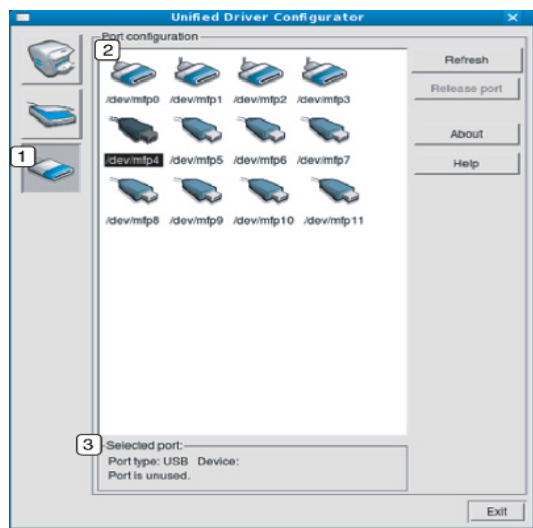 Unified Driver Configurator
Port configuration
2
Refresh
/dev/mfp0 /dev/mfp1 /dev/mfp2 /dev/mfp3
Release port
About
1
/dev/mfp4 /dev/mfp5 /dev/mfp6 /dev/mfp7
Help
/dev/mfp8 /dev/mfp9 /dev/mfp10 /dev/mfp11
3
Selected port:
Port type: USB Device:
Port is unused.
Exit